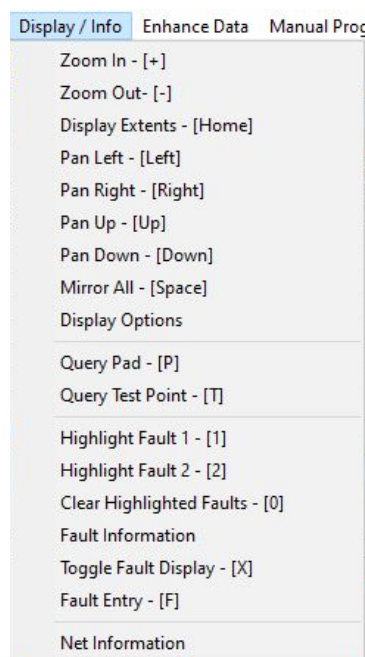 Display / Info Enhance Data Manual Prog
Zoom In - [+]
Zoom Out- [-]
Display Extents - [Home]
Pan Left - [Left]
Pan Right - [Right]
Pan Up - [Up]
Pan Down - [Down]
Mirror All - [Space]
Display Options
Query Pad - [P]
Query Test Point - [T]
Highlight Fault 1 - [1]
Highlight Fault 2 - [2]
Clear Highlighted Faults - [0]
Fault Information
Toggle Fault Display - [X]
Fault Entry - [F]
Net Information